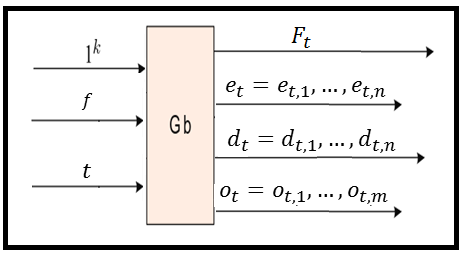 1^k
f
t
Gb
F_t
e_t = e_{t,1}, ..., e_{t,n}
d_t = d_{t,1}, ..., d_{t,n}
o_t = o_{t,1}, ..., o_{t,m}